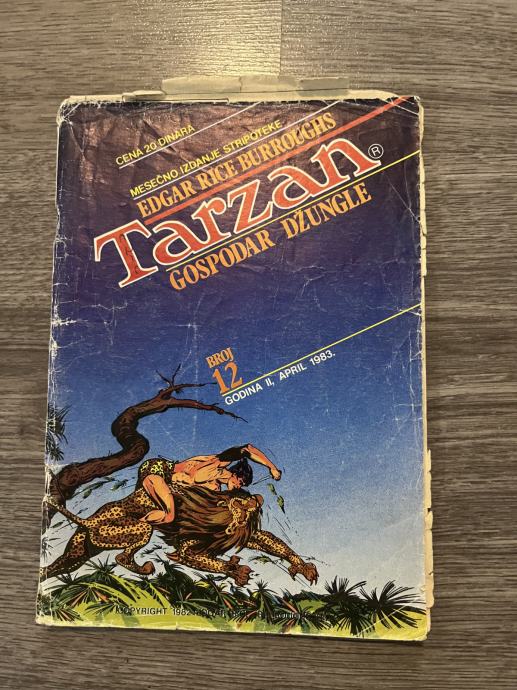 CENA 20 DINARA
MESEČNO IZDANJE STRIPOTEKE
EDGAR RICE BURROUGHS
Tarzan®
GOSPODAR DŽUNGLE
BROJ
12
GODINA II, APRIL 1983.
COPYRIGHT 1982